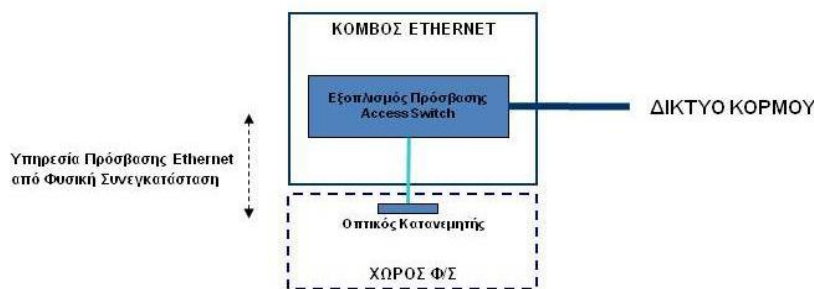 ΚΟΜΒΟΣ ETHERNET
Εξοπλισμός Πρόσβασης
Access Switch
ΔΙΚΤΥΟ ΚΟΡΜΟΥ
Υπηρεσία Πρόσβασης Ethernet
από Φυσική Συνεγκατάσταση
Οπτικός Κατανεμητής
ΧΩΡΟΣ Φ/Σ